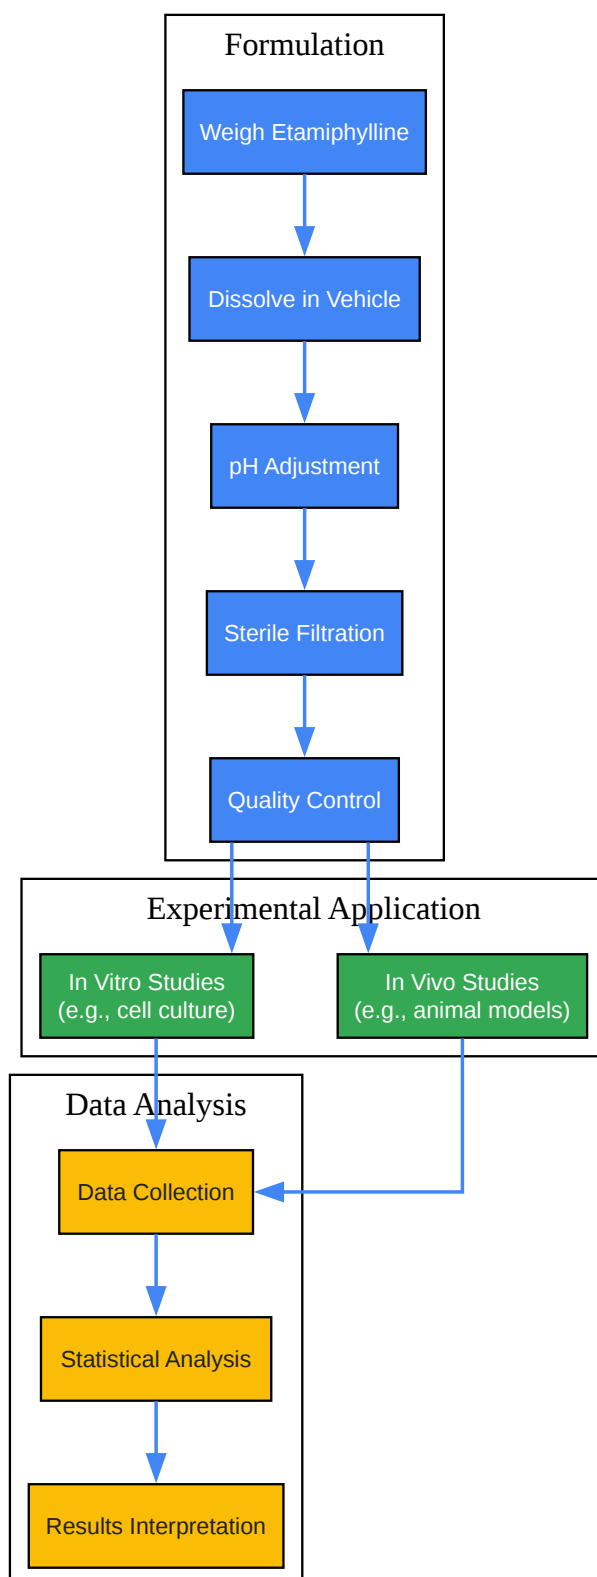 Formulation
Weigh Etamiphylline
Dissolve in Vehicle
pH Adjustment
Sterile Filtration
Quality Control
Experimental Application
In Vitro Studies
(e.g., cell culture)
In Vivo Studies
(e.g., animal models)
Data Analysis
Data Collection
Statistical Analysis
Results Interpretation